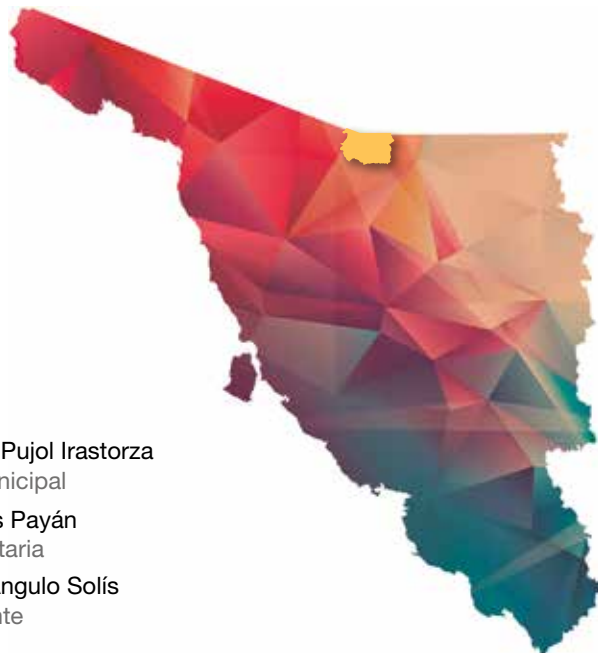 Pujol Irastorza
nicipal
s Payán
taria
ngulo Solís
nte